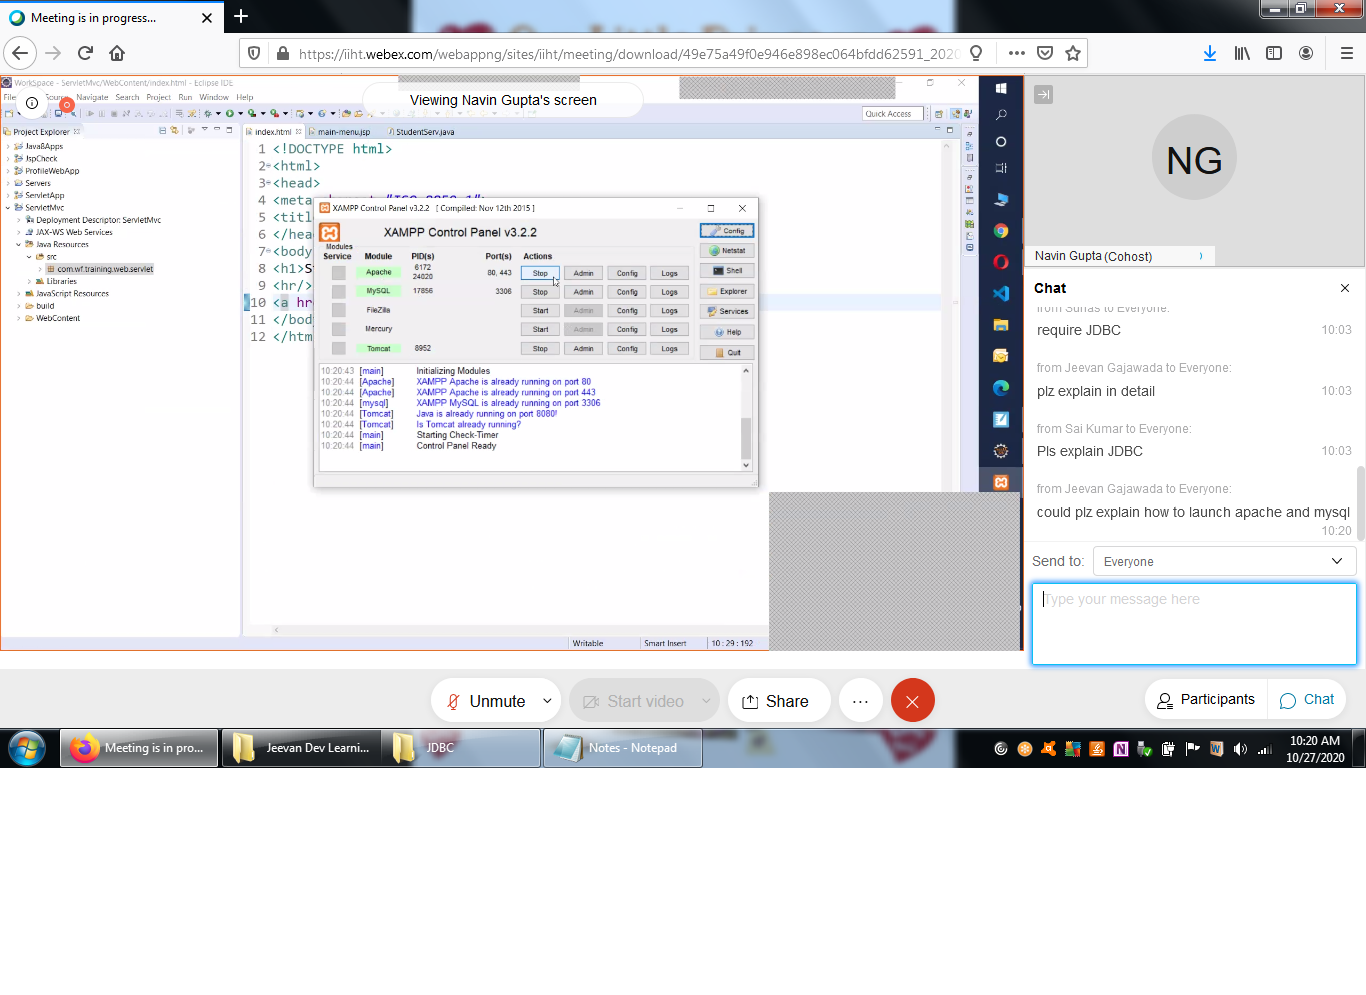 Meeting is in progress...
https://iiht.webex.com/webappng/sites/iiht/meeting/download/49e75a49f0e946e898ec064bfdd62591_2020
WorkSpace - ServletMvc/WebContent/index.html - Eclipse IDE
Navigate Search Project Run Window Help
Viewing Navin Gupta's screen
Quick Access
Project Explorer
index.html main-menu.jsp StudentServ.java
Java8Apps
JspCheck
ProfileWebApp
Servers
ServletApp
ServletMvc
Deployment Descriptor: ServletMvc
JAX-WS Web Services
Java Resources
src
com.wf.training.web.servlet
Libraries
JavaScript Resources
build
WebContent
1 <!DOCTYPE html>
2 <html>
3 <head>
4 <meta
5 <titl
6 </hea
7 <body
8 <h1>S
9 <hr/>
10 <a hr
11 </body
12 </htm
XAMPP Control Panel v3.2.2 [ Compiled: Nov 12th 2015 ]
XAMPP Control Panel v3.2.2
Modules
Service Module PID(s) Port(s) Actions
Apache 6172 24020 80, 443 Stop Admin Config Logs
MySQL 17856 3306 Stop Admin Config Logs
FileZilla Start Admin Config Logs
Mercury Start Admin Config Logs
Tomcat 8952 Stop Admin Config Logs
Config
Netstat
Shell
Explorer
Services
Help
Quit
10:20:43 [main] Initializing Modules
10:20:44 [Apache] XAMPP Apache is already running on port 80
10:20:44 [Apache] XAMPP Apache is already running on port 443
10:20:44 [mysql] XAMPP MySQL is already running on port 3306
10:20:44 [Tomcat] Java is already running on port 8080!
10:20:44 [Tomcat] Is Tomcat already running?
10:20:44 [main] Starting Check-Timer
10:20:44 [main] Control Panel Ready
Writable Smart Insert 10 : 29 : 192
NG
Navin Gupta (Cohost)
Chat
to Everyone:
require JDBC 10:03
from Jeevan Gajawada to Everyone:
plz explain in detail 10:03
from Sai Kumar to Everyone:
Pls explain JDBC 10:03
from Jeevan Gajawada to Everyone:
could plz explain how to launch apache and mysql
10:20
Send to: Everyone
Type your message here
Unmute Start video Share
Participants Chat
Meeting is in pro... Jeevan Dev Learni... JDBC Notes - Notepad
10:20 AM
10/27/2020